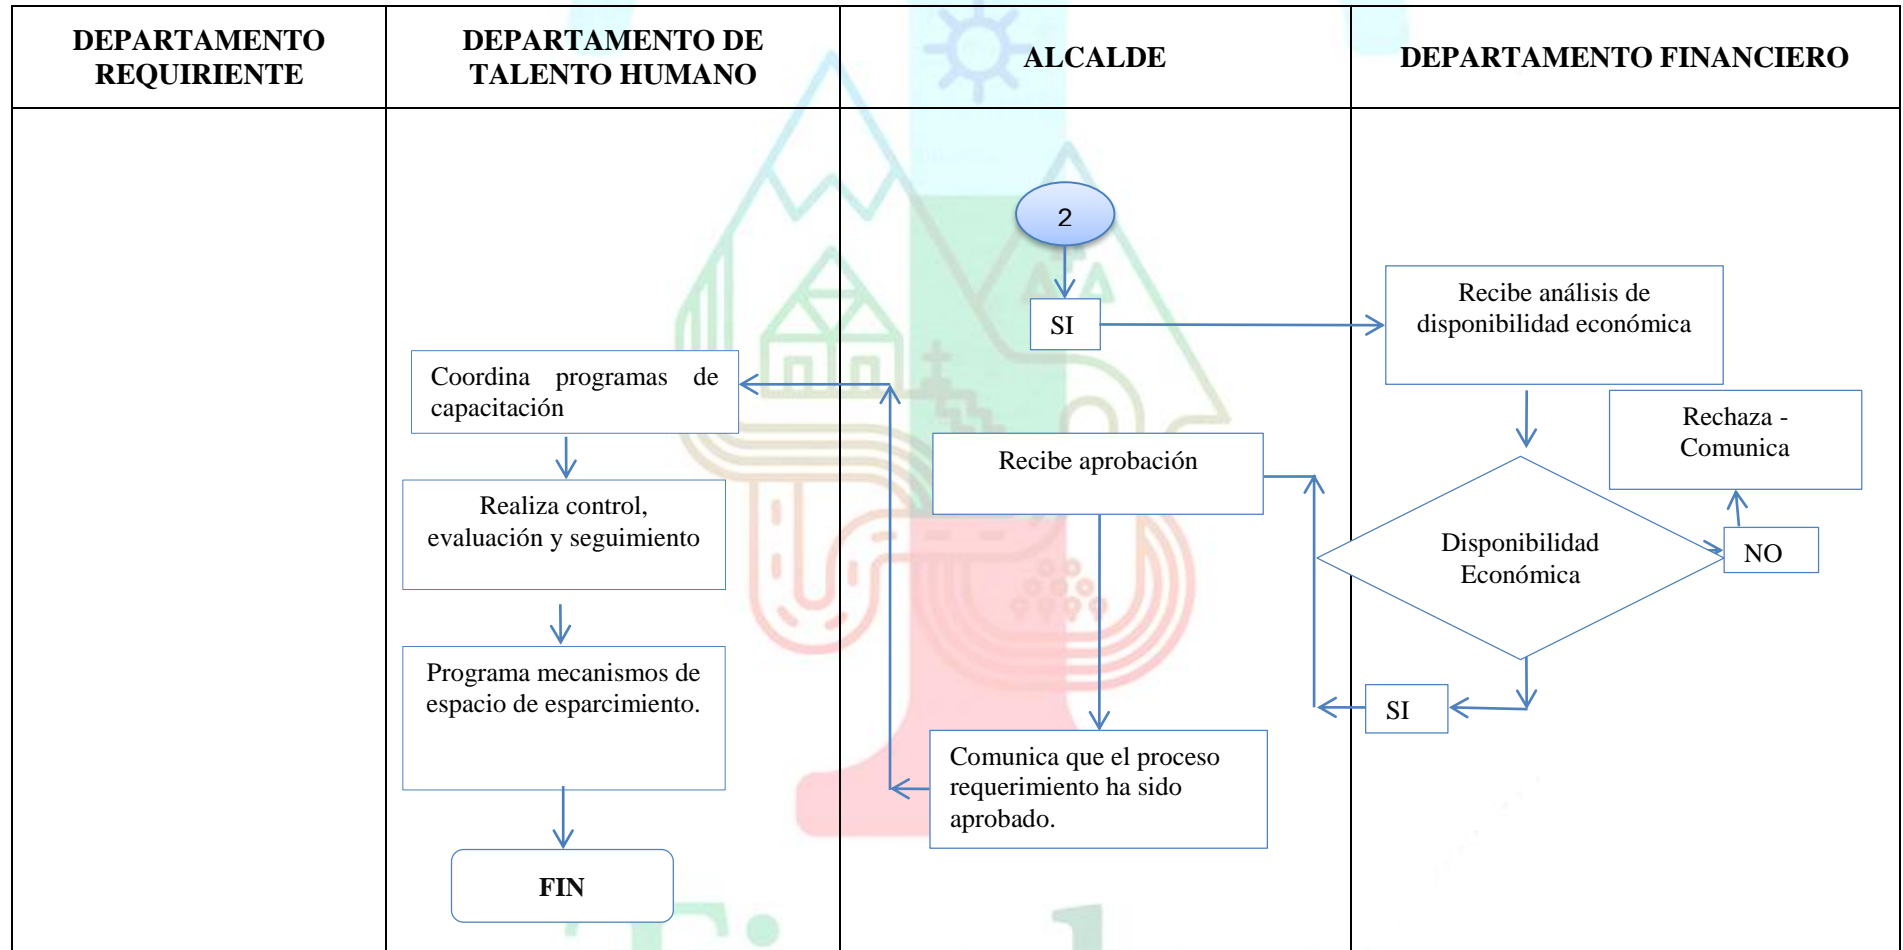 DEPARTAMENTO
REQUIRIENTE
DEPARTAMENTO DE
TALENTO HUMANO
ALCALDE
DEPARTAMENTO FINANCIERO
2
SI
Recibe análisis de
disponibilidad económica
Coordina programas de
capacitación
Rechaza -
Comunica
Recibe aprobación
Realiza control,
evaluación y seguimiento
Disponibilidad
Económica
NO
Programa mecanismos de
espacio de esparcimiento.
SI
Comunica que el proceso
requerimiento ha sido
aprobado.
FIN